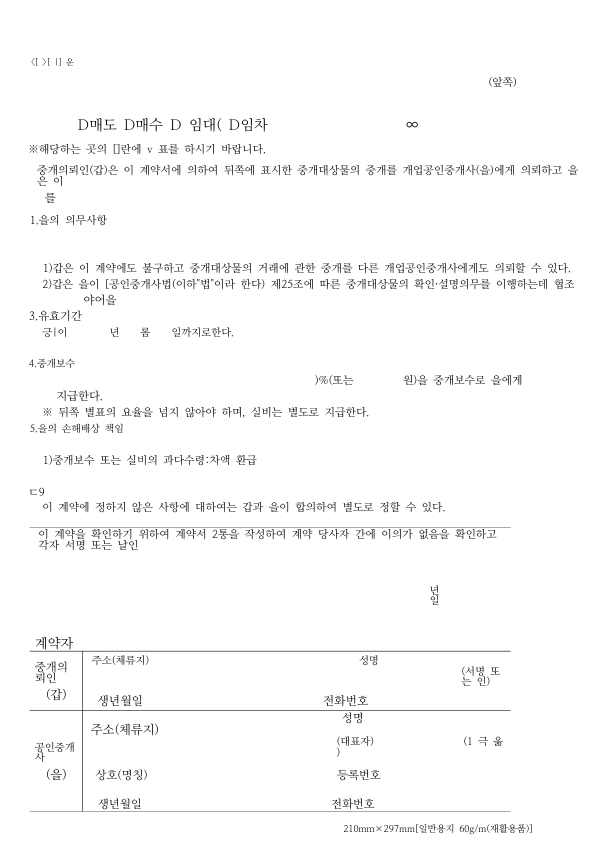 <[ ]>[ |] 운
(앞쪽)
D매도 D매수 D 임대( D임차 ∞
※해당하는 곳의 []란에 v 표를 하시기 바랍니다.
중개의뢰인(갑)은 이 계약서에 의하여 뒤쪽에 표시한 중개대상물의 중개를 개업공인중개사(을)에게 의뢰하고 을
은 이
를
1.을의 의무사항
1)갑은 이 계약에도 불구하고 중개대상물의 거래에 관한 중개를 다른 개업공인중개사에게도 의뢰할 수 있다.
2)갑은 을이 [공인중개사법(이하"법"이라 한다) 제25조에 따른 중개대상물의 확인·설명의무를 이행하는데 협조
야어을
3.유효기간
긍|이 년 롬 일까지로한다.
4.중개보수
)%(또는 원)을 중개보수로 을에게
지급한다.
※ 뒤쪽 별표의 요율을 넘지 않아야 하며, 실비는 별도로 지급한다.
5.을의 손해배상 책임
1)중개보수 또는 실비의 과다수령:차액 환급
ㄷ9
이 계약에 정하지 않은 사항에 대하여는 갑과 을이 합의하여 별도로 정할 수 있다.
이 계약을 확인하기 위하여 계약서 2통을 작성하여 계약 당사자 간에 이의가 없음을 확인하고
각자 서명 또는 날인
년
일
계약자
중개의
뢰인
(갑)
주소(체류지) 성명
(서명 또
는 인)
생년월일 전화번호
공인중개
사
(을)
주소(체류지) 성명
(대표자)
)
(1 극 옮
상호(명칭) 등록번호
생년월일 전화번호
210mm×297mm[일반용지 60g/m(재활용품)]